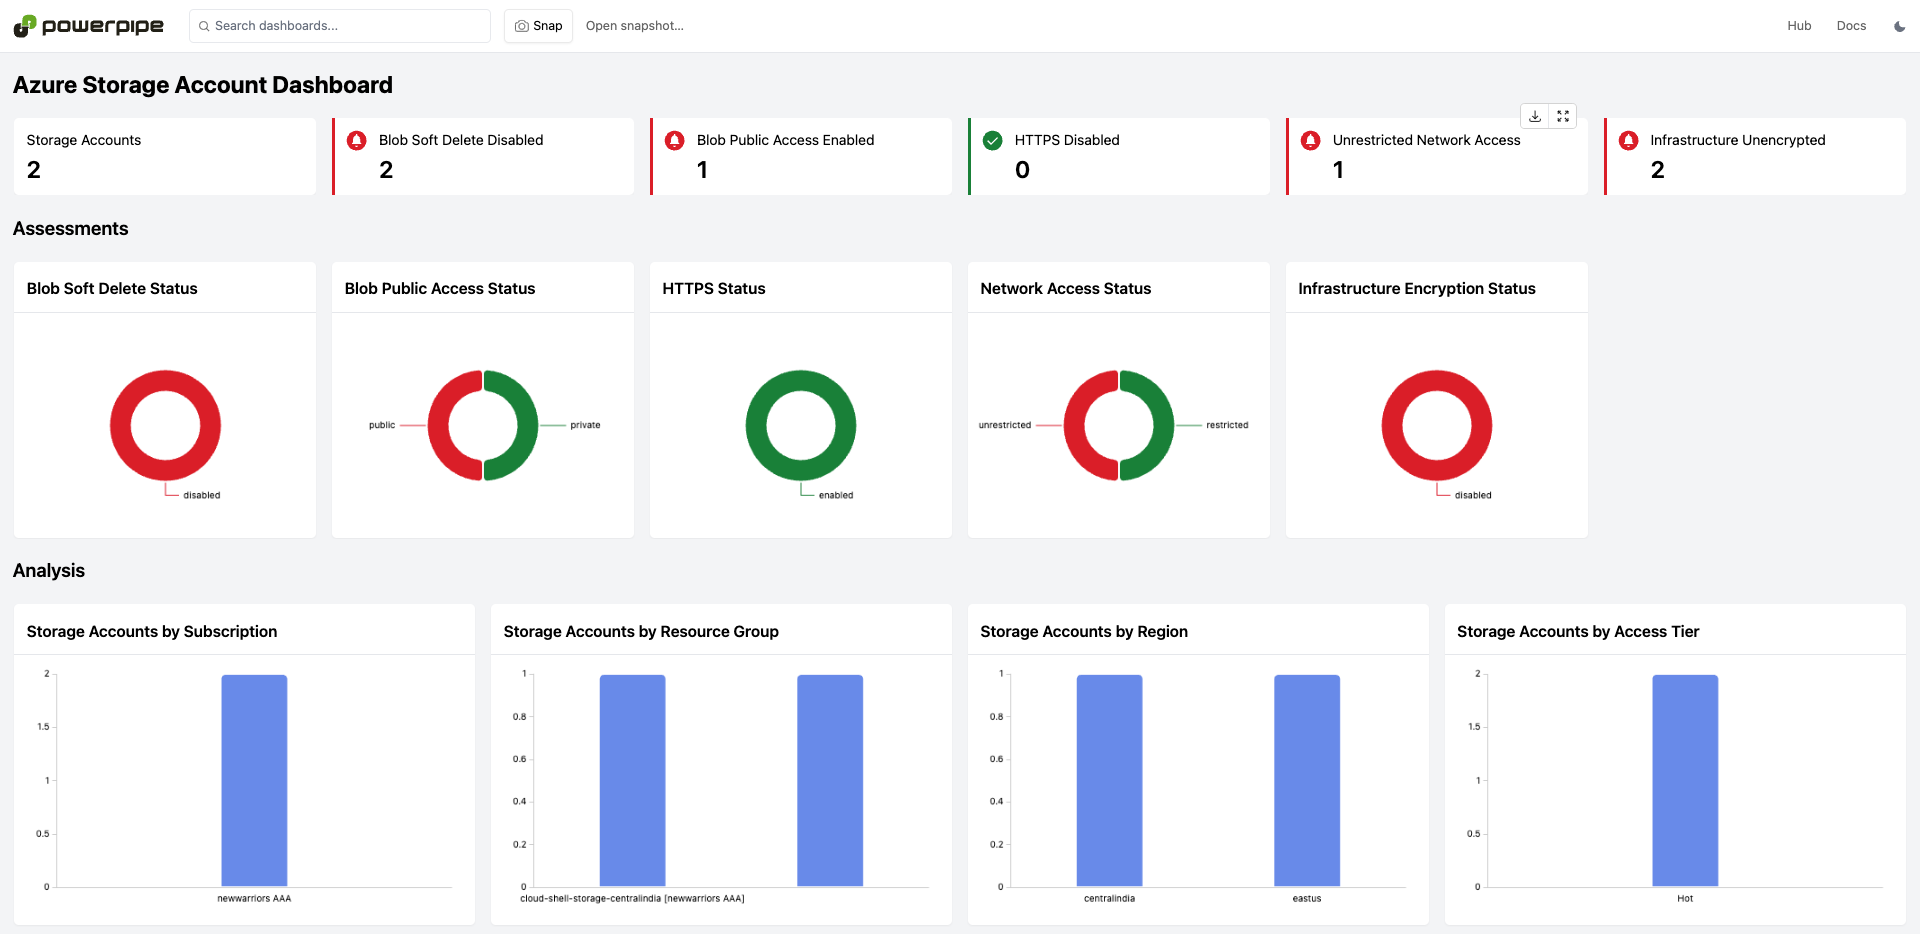 powerpipe
Search dashboards...
Snap
Open snapshot...
Hub
Docs
Azure Storage Account Dashboard
Storage Accounts
2
Blob Soft Delete Disabled
2
Blob Public Access Enabled
1
HTTPS Disabled
0
Unrestricted Network Access
1
Infrastructure Unencrypted
2
Assessments
Blob Soft Delete Status
disabled
Blob Public Access Status
public
private
HTTPS Status
enabled
Network Access Status
unrestricted
restricted
Infrastructure Encryption Status
disabled
Analysis
Storage Accounts by Subscription
2
1.5
1
0.5
0
newwarriors AAA
Storage Accounts by Resource Group
1
0.8
0.6
0.4
0.2
0
cloud-shell-storage-centralindia [newwarriors AAA]
Storage Accounts by Region
1
0.8
0.6
0.4
0.2
0
centralindia
eastus
Storage Accounts by Access Tier
2
1.5
1
0.5
0
Hot